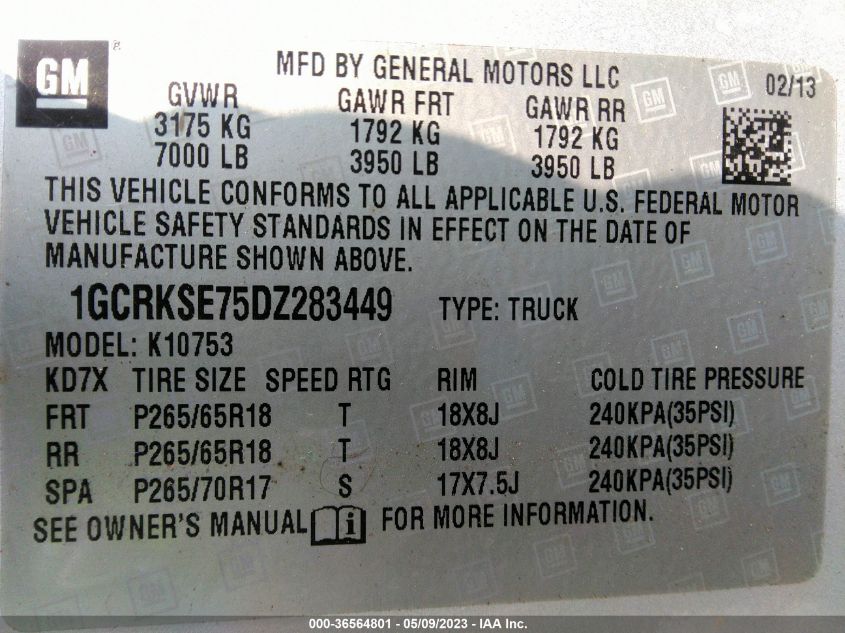 GM
MFD BY GENERAL MOTORS LLC
02/13
GVWR GAWR FRT GAWR RR
3175 KG 1792 KG 1792 KG
7000 LB 3950 LB 3950 LB
THIS VEHICLE CONFORMS TO ALL APPLICABLE U.S. FEDERAL MOTOR
VEHICLE SAFETY STANDARDS IN EFFECT ON THE DATE OF
MANUFACTURE SHOWN ABOVE.
1GCRKSE75DZ283449 TYPE: TRUCK
MODEL: K10753
KD7X TIRE SIZE SPEED RTG RIM COLD TIRE PRESSURE
FRT P265/65R18 T 18X8J 240KPA(35PSI)
RR P265/65R18 T 18X8J 240KPA(35PSI)
SPA P265/70R17 S 17X7.5J 240KPA(35PSI)
SEE OWNER'S MANUAL i FOR MORE INFORMATION.
000-36564801 - 05/09/2023 - IAA Inc.